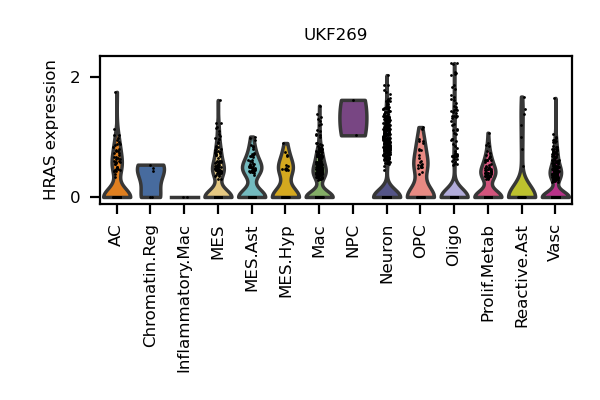 UKF269
HRAS expression
2
0
AC
Chromatin.Reg
Inflammatory.Mac
MES
MES.Ast
MES.Hyp
Mac
NPC
Neuron
OPC
Oligo
Prolif.Metab
Reactive.Ast
Vasc